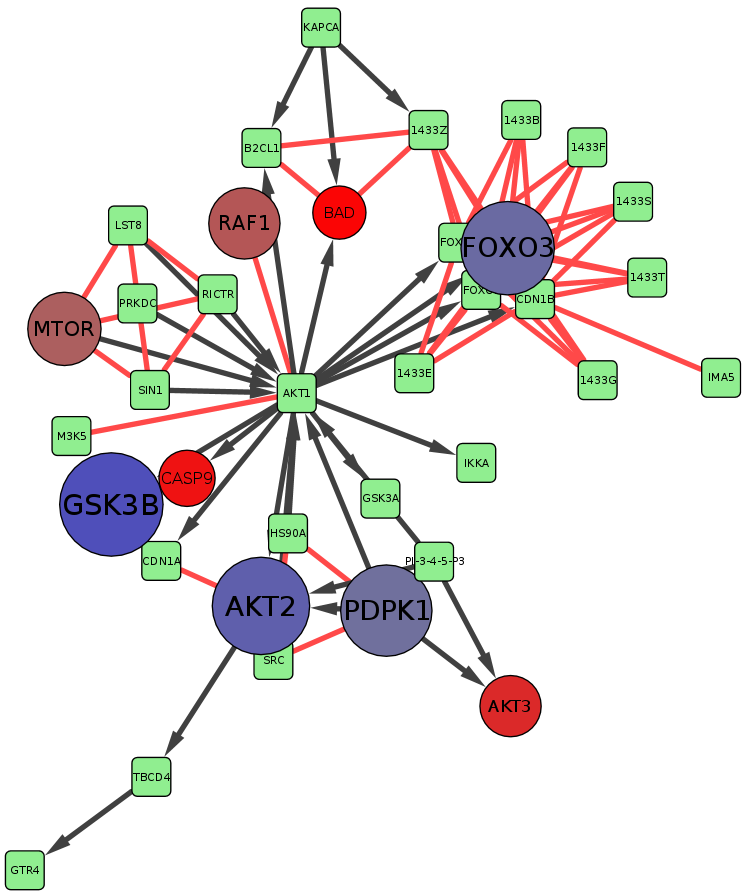 KAPCA
1433Z
1433B
B2CL1
1433F
1433S
BAD
RAF1
LST8
FOX
FOXO3
1433T
RICTR
PRKDC
FOXO
CDN1B
MTOR
1433E
1433G
IMA5
SIN1
AKT1
M3K5
IKKA
CASP9
GSK3B
GSK3A
HS90A
CDN1A
PI-3-4-5-P3
AKT2
PDPK1
SRC
AKT3
TBCD4
GTR4